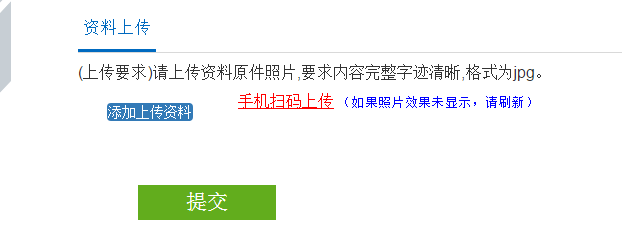 资料上传
(上传要求)请上传资料原件照片,要求内容完整字迹清晰,格式为jpg。
添加上传资料 手机扫码上传 （如果照片效果未显示，请刷新）
提交